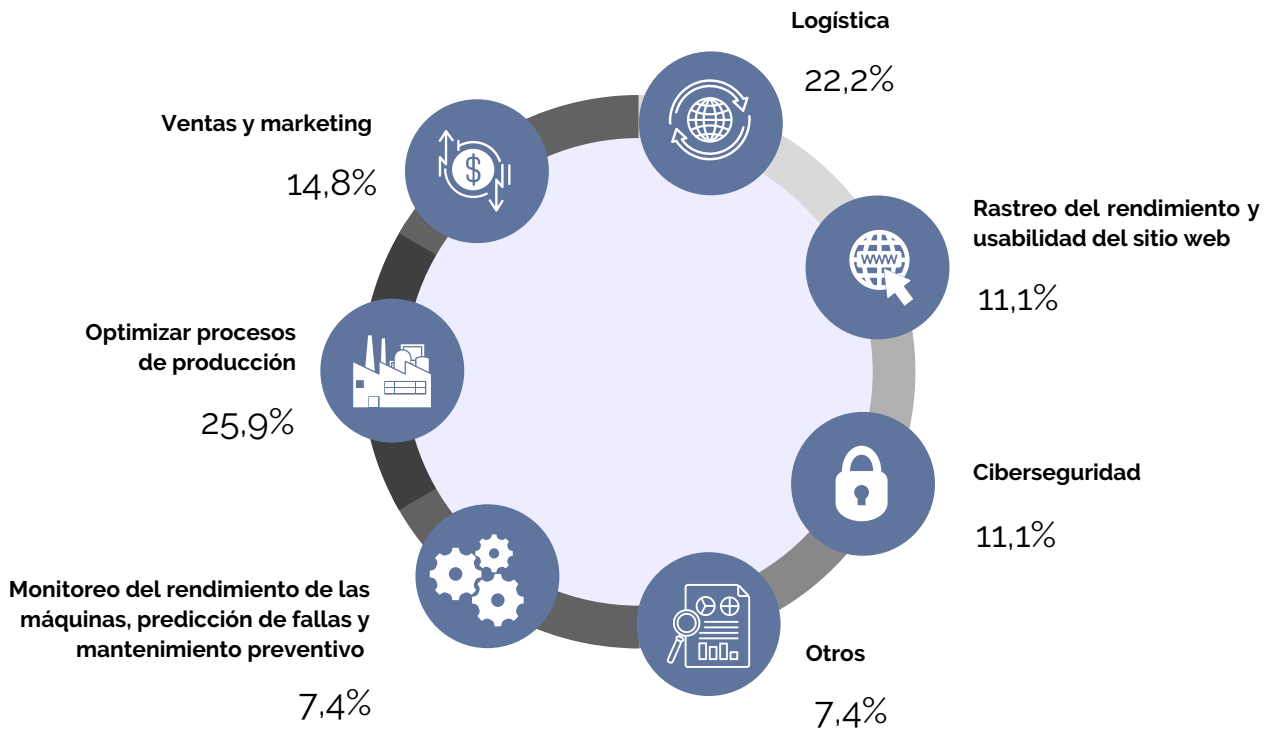 Logística
22,2%
Ventas y marketing
14,8%
Rastreo del rendimiento y
usabilidad del sitio web
11,1%
WWW
Optimizar procesos
de producción
25,9%
$
Ciberseguridad
11,1%
Monitoreo del rendimiento de las
máquinas, predicción de fallas y
mantenimiento preventivo
7,4%
Otros
7,4%